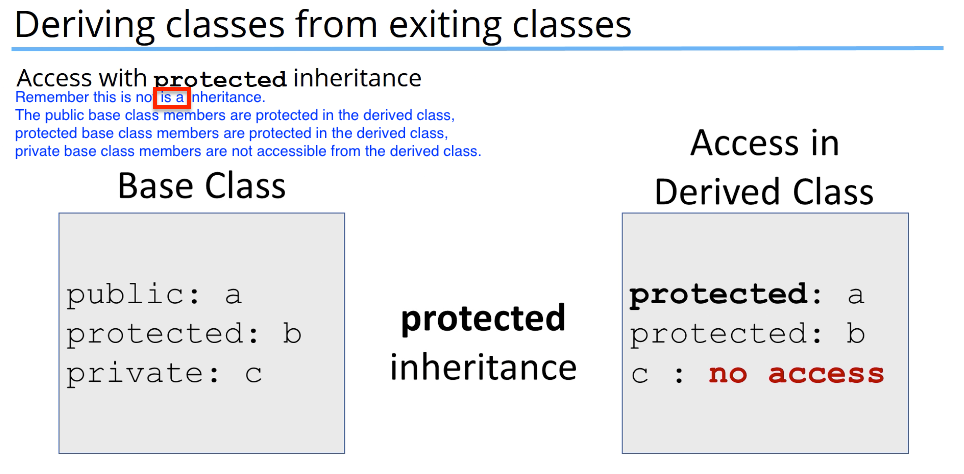 Deriving classes from exiting classes
Access with protected inheritance
Remember this is not is a inheritance.
The public base class members are protected in the derived class,
protected base class members are protected in the derived class,
private base class members are not accessible from the derived class.
Base Class
Access in
Derived Class
public: a
protected: b
private: c
protected
inheritance
protected: a
protected: b
c : no access